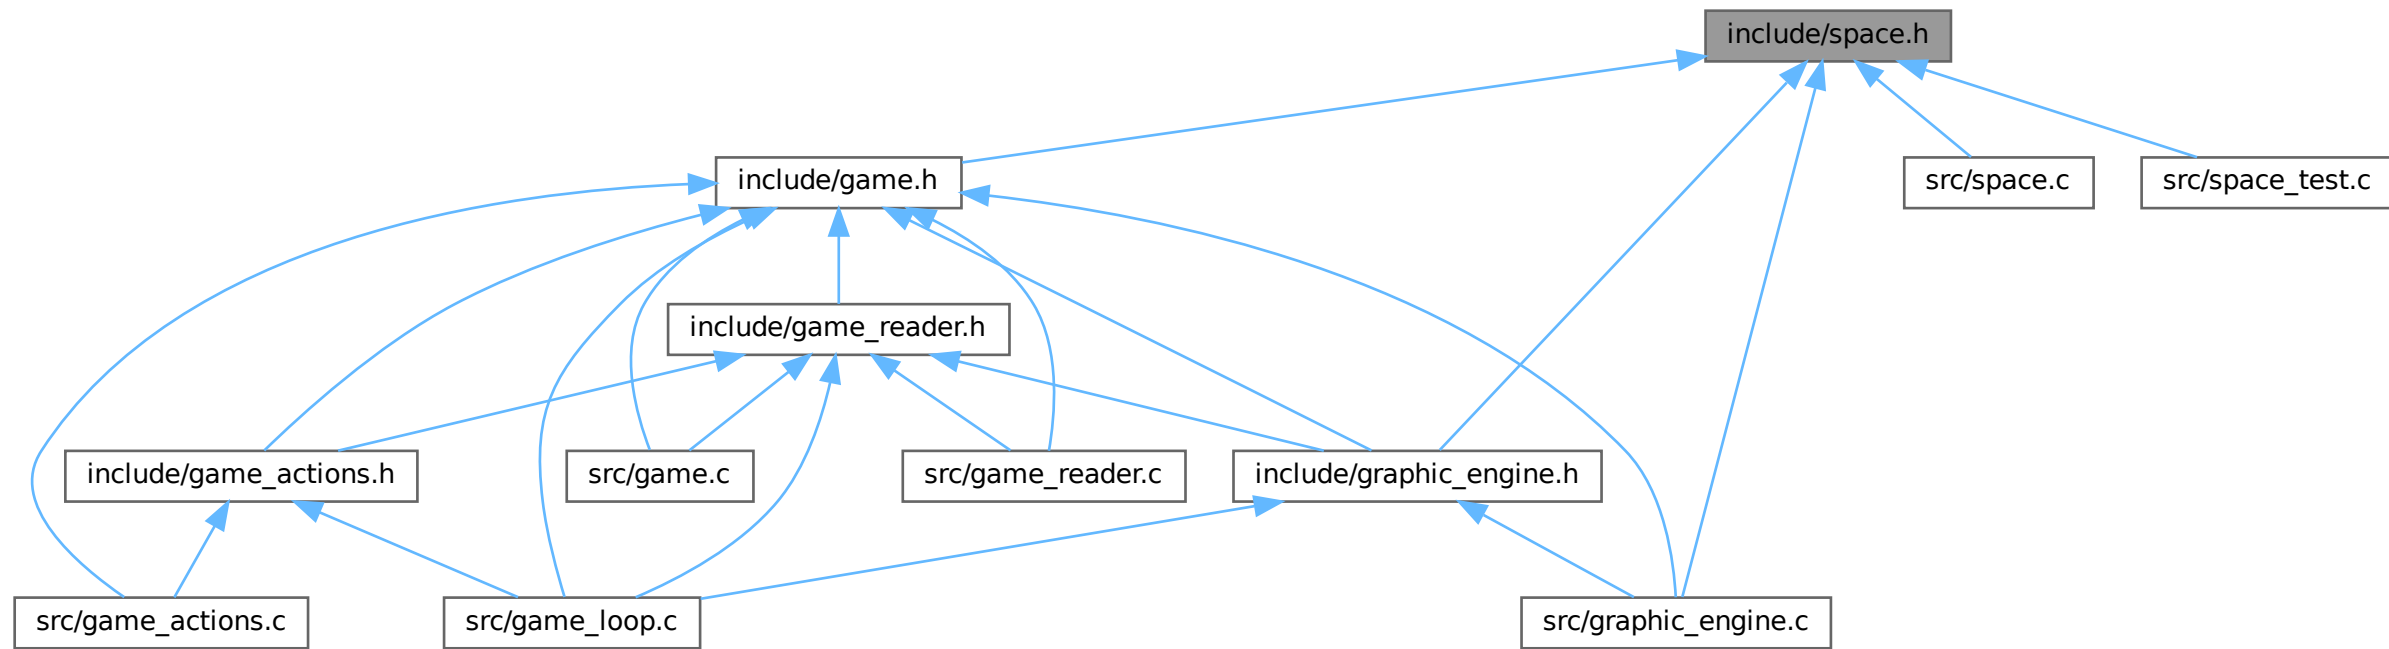 include/space.h
include/game.h
src/space.c
src/space_test.c
include/game_reader.h
include/game_actions.h
src/game.c
src/game_reader.c
include/graphic_engine.h
src/game_actions.c
src/game_loop.c
src/graphic_engine.c